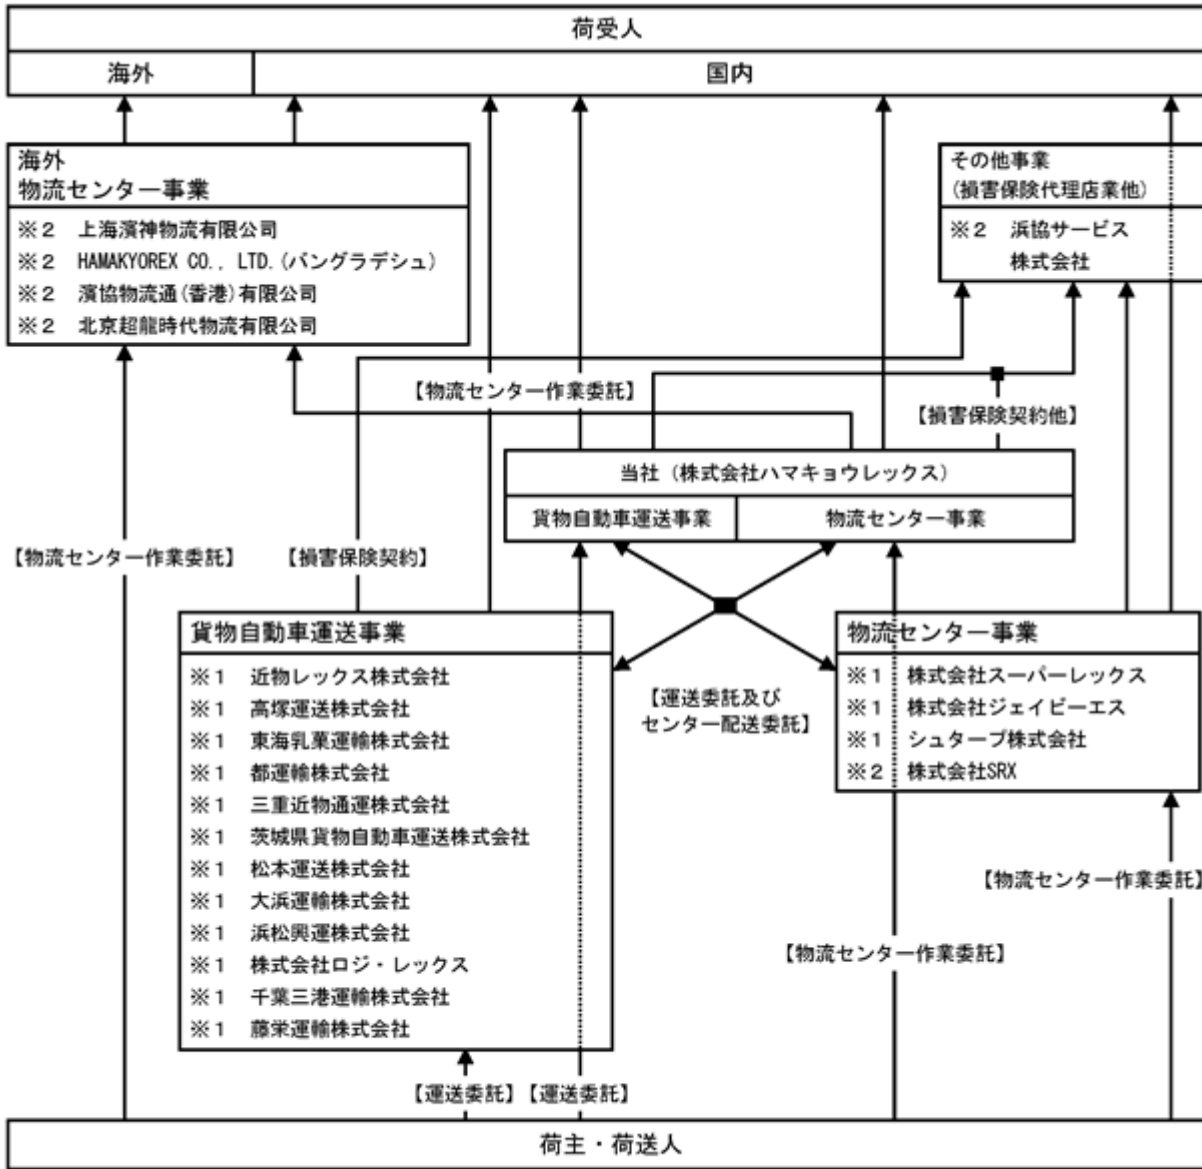 荷受人
海外
国内
海外
物流センター事業
※2 上海濱神物流有限公司
※2 HAMAKYOREX CO., LTD.(バングラデシュ)
※2 濱協物流通(香港)有限公司
※2 北京超龍時代物流有限公司
その他事業
(損害保険代理店業他)
※2 浜協サービス
株式会社
【物流センター作業委託】
【損害保険契約他】
当社(株式会社ハマキョウレックス)
貨物自動車運送事業
物流センター事業
【物流センター作業委託】
【損害保険契約】
貨物自動車運送事業
※1 近物レックス株式会社
※1 高塚運送株式会社
※1 東海乳菓運輸株式会社
※1 都運輸株式会社
※1 三重近物通運株式会社
※1 茨城県貨物自動車運送株式会社
※1 松本運送株式会社
※1 大浜運輸株式会社
※1 浜松興運株式会社
※1 株式会社ロジ・レックス
※1 千葉三港運輸株式会社
※1 藤栄運輸株式会社
【運送委託及び
センター配送委託】
物流センター事業
※1 株式会社スーパーレックス
※1 株式会社ジェイビーエス
※1 シュタープ株式会社
※2 株式会社SRX
【物流センター作業委託】
【物流センター作業委託】
【運送委託】
【運送委託】
荷主・荷送人